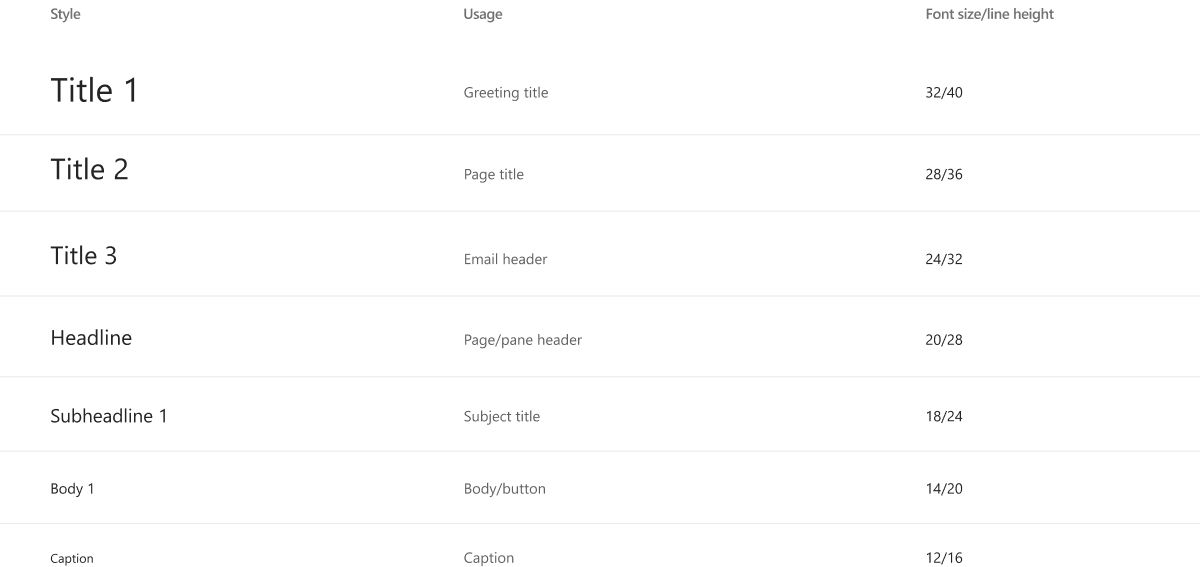 Style Usage Font size/line height
Title 1 Greeting title 32/40
Title 2 Page title 28/36
Title 3 Email header 24/32
Headline Page/pane header 20/28
Subheadline 1 Subject title 18/24
Body 1 Body/button 14/20
Caption Caption 12/16